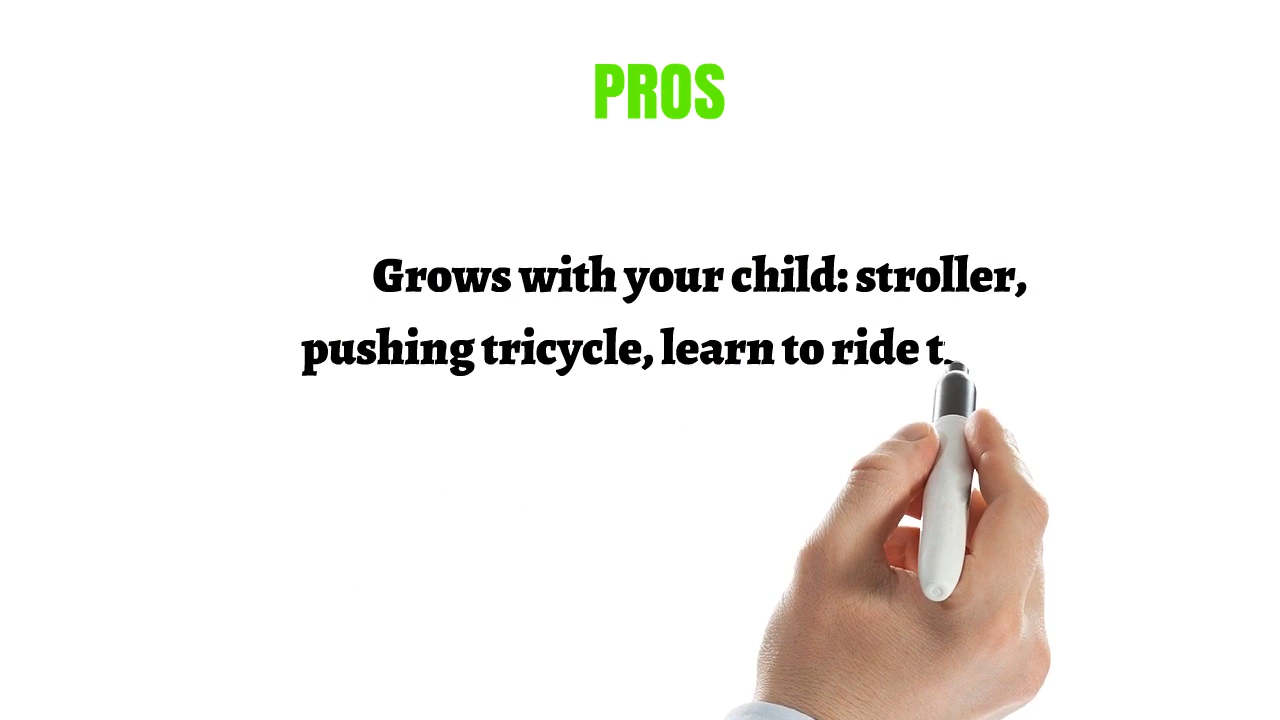 PROS
Grows with your child: stroller,
pushing tricycle, learn to ride